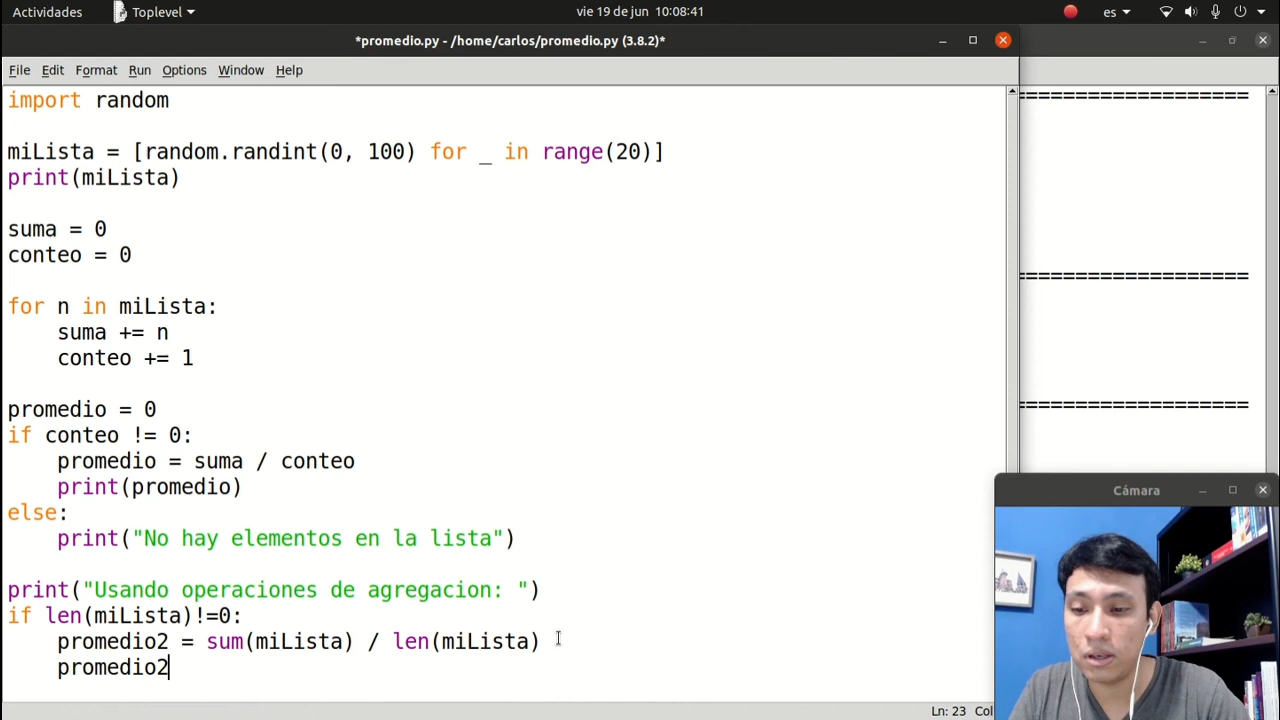 Actividades
Toplevel
vie 19 de jun 10:08:41
es
*promedio.py - /home/carlos/promedio.py (3.8.2)*
File Edit Format Run Options Window Help
import random
miLista = [random.randint(0, 100) for _ in range(20)]
print(miLista)
suma = 0
conteo = 0
for n in miLista:
    suma += n
    conteo += 1
promedio = 0
if conteo != 0:
    promedio = suma / conteo
    print(promedio)
else:
    print("No hay elementos en la lista")
print("Usando operaciones de agregacion: ")
if len(miLista)!=0:
    promedio2 = sum(miLista) / len(miLista)
    promedio2
Ln: 23 Col
==================
==================
==================
Cámara